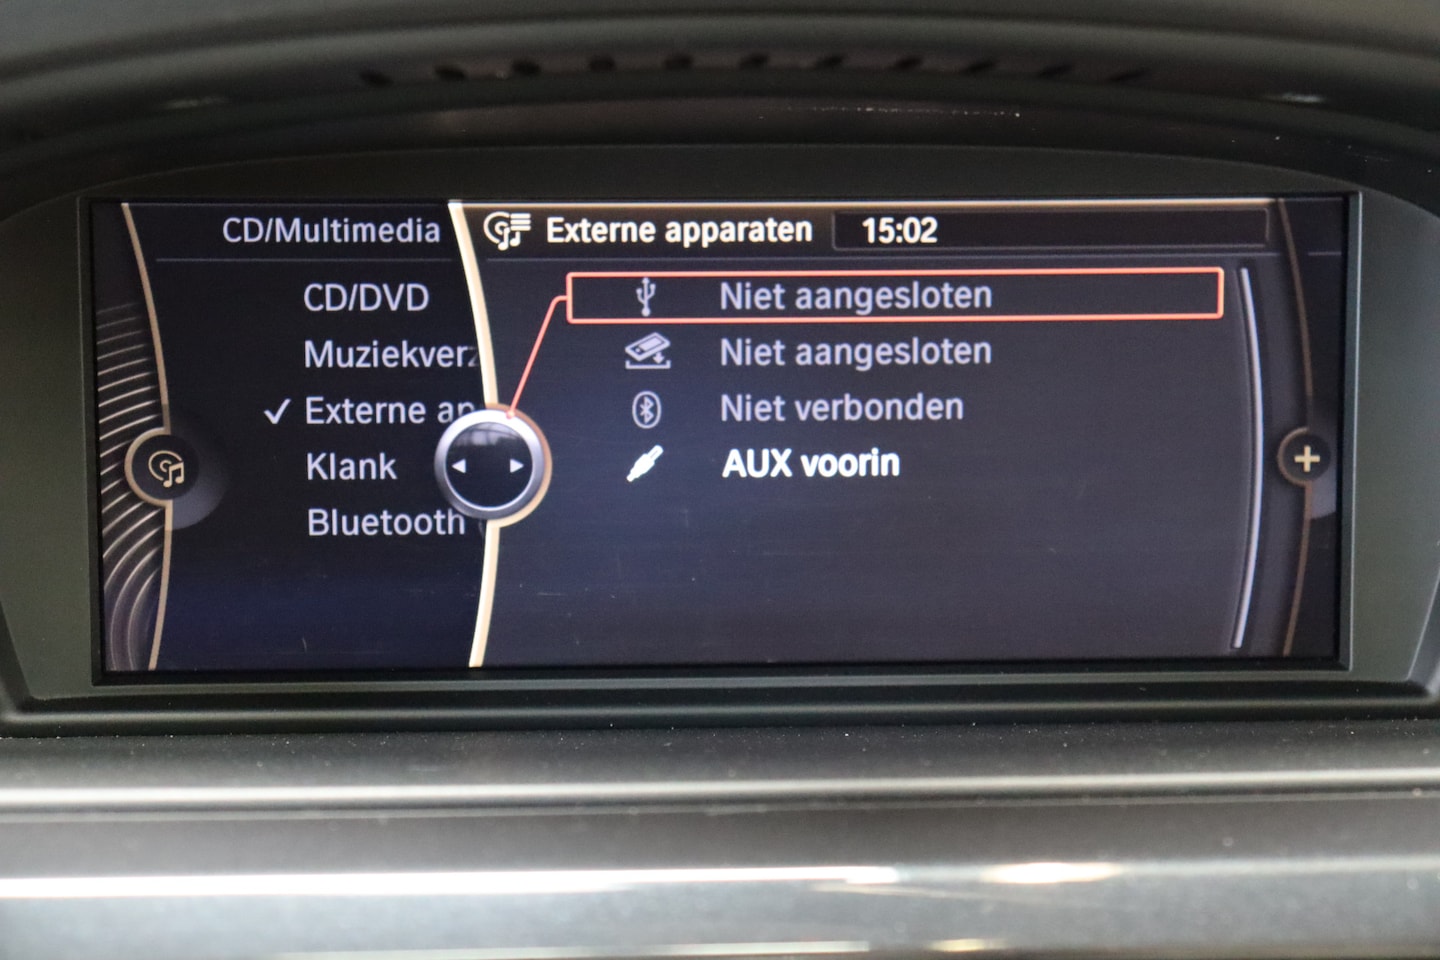 CD/Multimedia
CD/DVD
Muziekverz
Externe ap
Klank
Bluetooth
Externe apparaten 15:02
Niet aangesloten
Niet aangesloten
Niet verbonden
AUX voorin